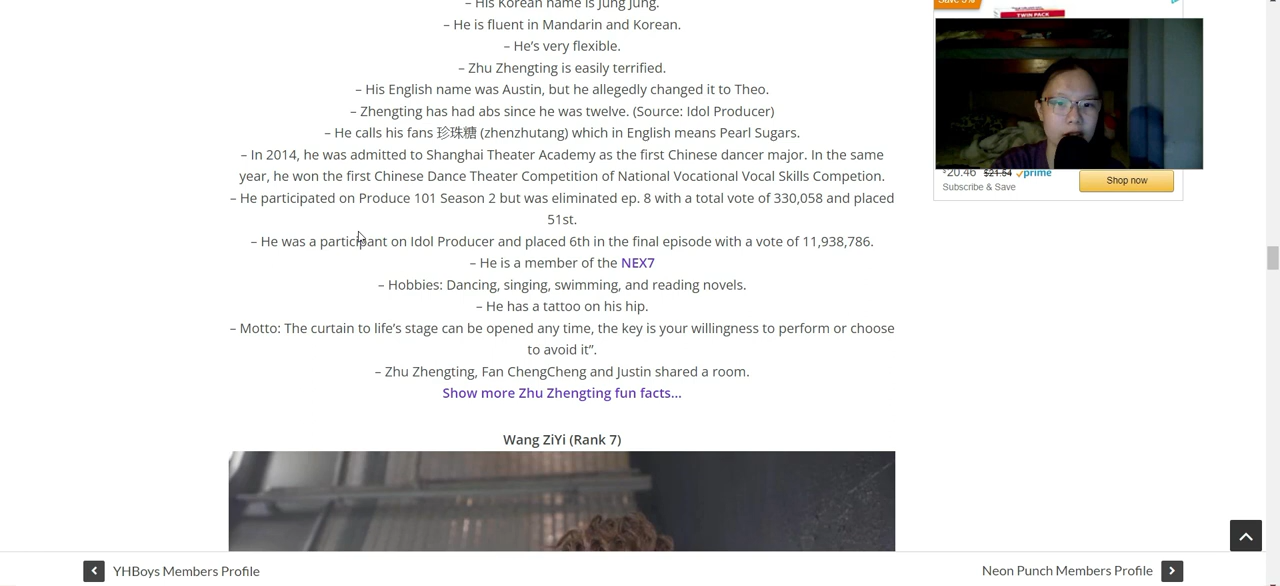 – His Korean name is Jung Jung.
– He is fluent in Mandarin and Korean.
– He's very flexible.
– Zhu Zhengting is easily terrified.
– His English name was Austin, but he allegedly changed it to Theo.
– Zhengting has had abs since he was twelve. (Source: Idol Producer)
– He calls his fans 珍珠糖 (zhenzhutang) which in English means Pearl Sugars.
– In 2014, he was admitted to Shanghai Theater Academy as the first Chinese dancer major. In the same
year, he won the first Chinese Dance Theater Competition of National Vocational Vocal Skills Competion.
– He participated on Produce 101 Season 2 but was eliminated ep. 8 with a total vote of 330,058 and placed
51st.
– He was a participant on Idol Producer and placed 6th in the final episode with a vote of 11,938,786.
– He is a member of the NEX7
– Hobbies: Dancing, singing, swimming, and reading novels.
– He has a tattoo on his hip.
– Motto: The curtain to life's stage can be opened any time, the key is your willingness to perform or choose
to avoid it”.
– Zhu Zhengting, Fan ChengCheng and Justin shared a room.
Show more Zhu Zhengting fun facts...
Wang ZiYi (Rank 7)
Save 5%
TWIN PACK
$20.46 $21.54 prime
Subscribe & Save
Shop now
YHBoys Members Profile
Neon Punch Members Profile